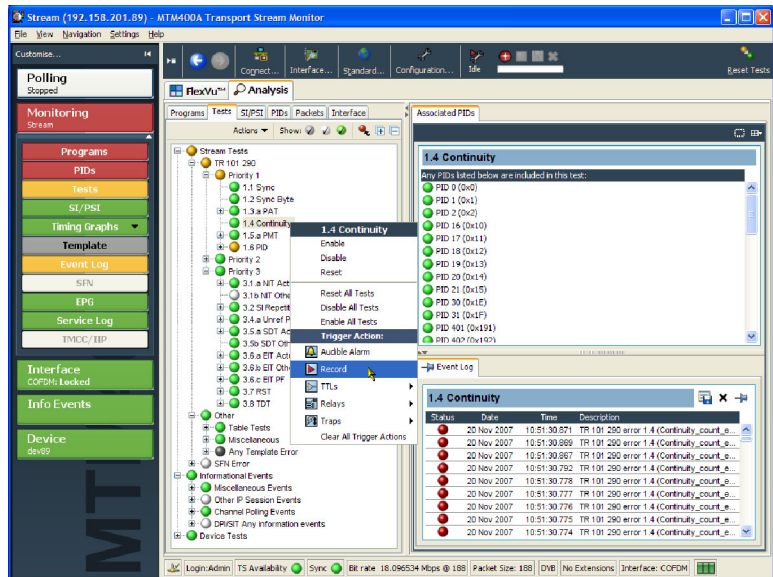 Stream (192.158.201.89) - MTM400A Transport Stream Monitor
File View Navigation Settings Help
Customise...
Connect... Interface... Standard... Configuration... Idle Reset Tests
Polling
Stopped
Monitoring
Stream
Programs
PIDs
Tests
SI/PSI
Timing Graphs
Template
Event Log
SFN
EPG
Service Log
TMCC/IIP
Interface
COFDM: Locked
Info Events
Device
dev89
MTM
FlexVu™ Analysis
Programs Tests SI/PSI PIDs Packets Interface
Actions Show:
Stream Tests
TR 101 290
Priority 1
1.1 Sync
1.2 Sync Byte
1.3.a PAT
1.4 Continuity
1.5.a PMT
1.6 PID
Priority 2
Priority 3
3.1.a NIT Act
3.1b NIT Othe
3.2 SI Repetit
3.4.a Unref P
3.5.a SDT Ac
3.5b SDT Oth
3.6.a EIT Actu
3.6.b EIT Othe
3.6.c EIT PF
3.7 RST
3.8 TDT
Other
Table Tests
Miscellaneous
Any Template Error
SFN Error
Informational Events
Miscellaneous Events
Other IP Session Events
Channel Polling Events
DPI/SIT Any information events
Device Tests
1.4 Continuity
Enable
Disable
Reset
Reset All Tests
Disable All Tests
Enable All Tests
Trigger Action:
Audible Alarm
Record
TTLs
Relays
Traps
Clear All Trigger Actions
Associated PIDs
1.4 Continuity
Any PIDs listed below are included in this test:
PID 0 (0x0)
PID 1 (0x1)
PID 2 (0x2)
PID 16 (0x10)
PID 17 (0x11)
PID 18 (0x12)
PID 19 (0x13)
PID 20 (0x14)
PID 21 (0x15)
PID 30 (0x1E)
PID 31 (0x1F)
PID 401 (0x191)
PID 402 (0x192)
Event Log
1.4 Continuity
Status Date Time Description
20 Nov 2007 10:51:30.871 TR 101 290 error 1.4 (Continuity_count_e...
20 Nov 2007 10:51:30.869 TR 101 290 error 1.4 (Continuity_count_e...
20 Nov 2007 10:51:30.867 TR 101 290 error 1.4 (Continuity_count_e...
20 Nov 2007 10:51:30.792 TR 101 290 error 1.4 (Continuity_count_e...
20 Nov 2007 10:51:30.778 TR 101 290 error 1.4 (Continuity_count_e...
20 Nov 2007 10:51:30.777 TR 101 290 error 1.4 (Continuity_count_e...
20 Nov 2007 10:51:30.776 TR 101 290 error 1.4 (Continuity_count_e...
20 Nov 2007 10:51:30.775 TR 101 290 error 1.4 (Continuity_count_e...
20 Nov 2007 10:51:30.774 TR 101 290 error 1.4 (Continuity_count_e...
Login:Admin TS Availability Sync Bit rate 18.096534 Mbps @ 188 Packet Size: 188 DVB No Extensions Interface: COFDM